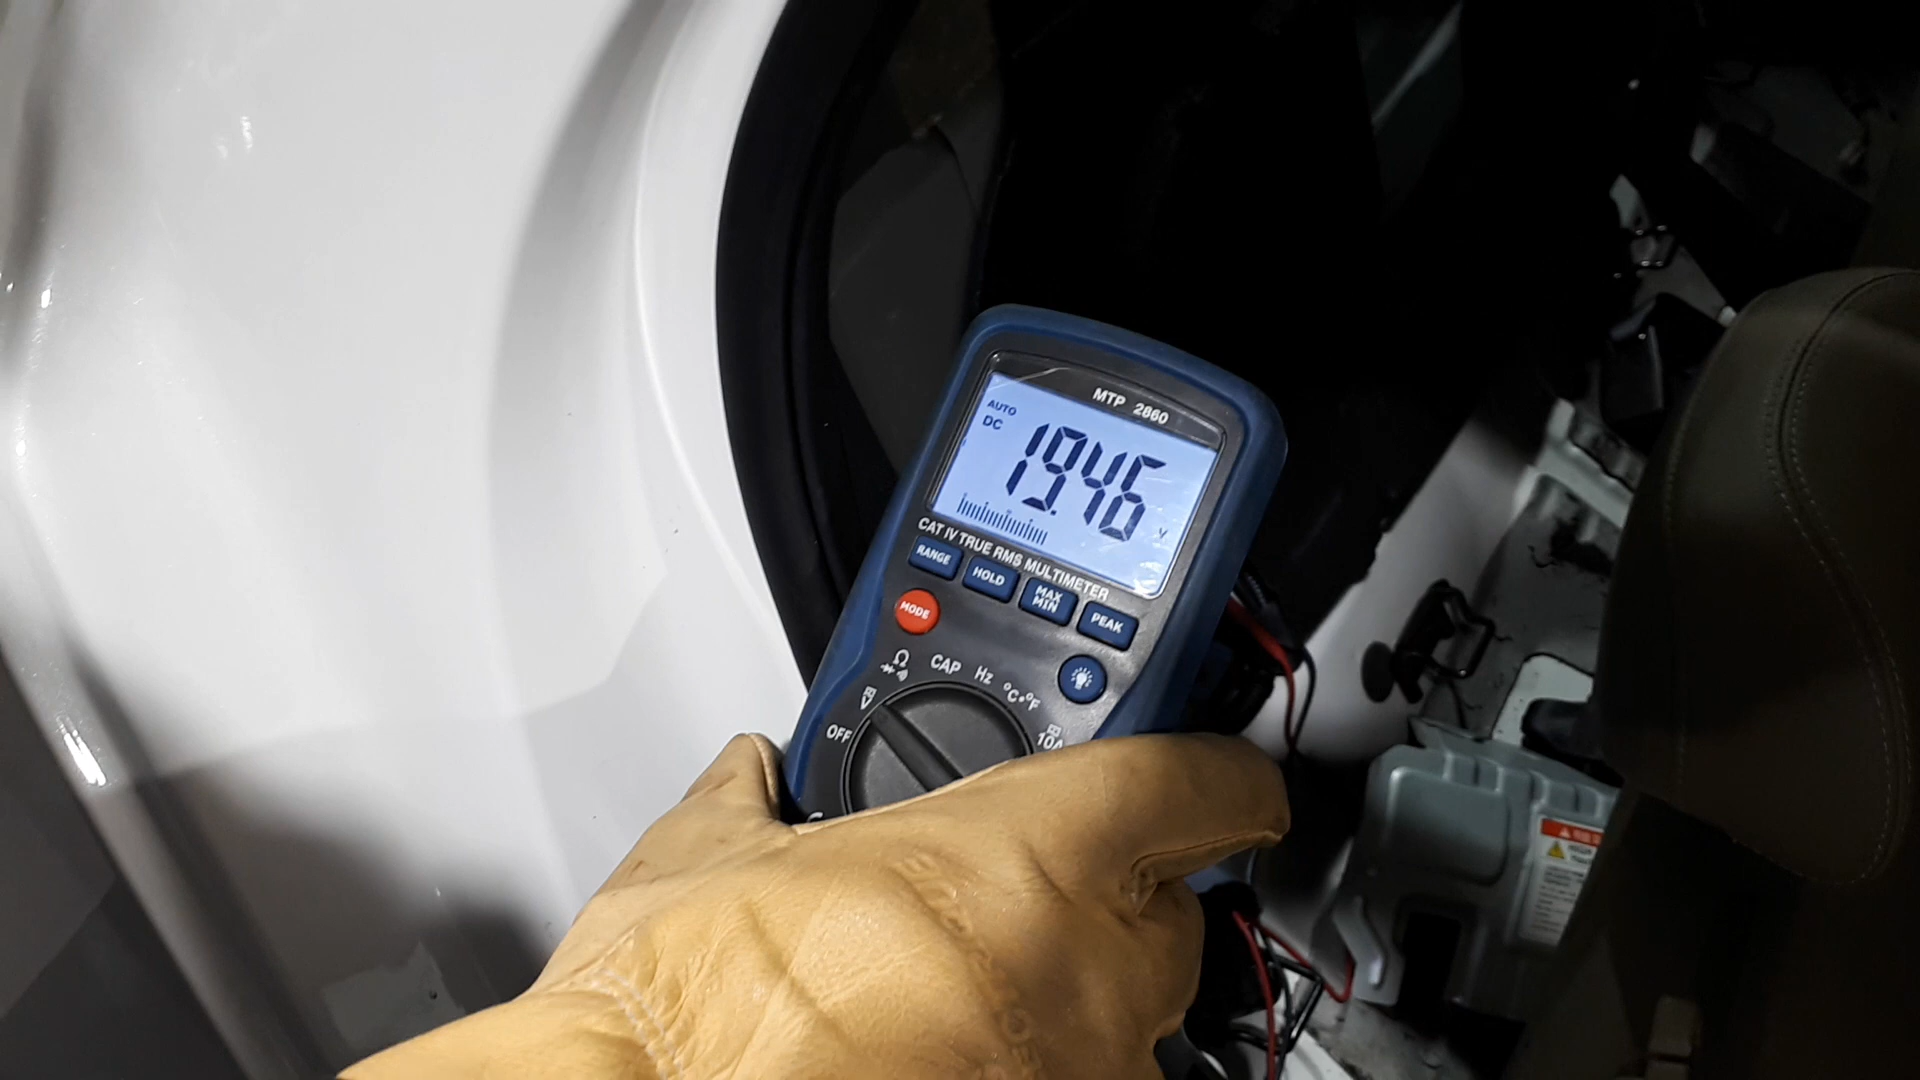 MTP 2860
AUTO
DC
19.46
V
CAT IV TRUE RMS MULTIMETER
RANGE
HOLD
MAX
MIN
PEAK
MODE
Ω
CAP
Hz
°C•°F
V
OFF
10A